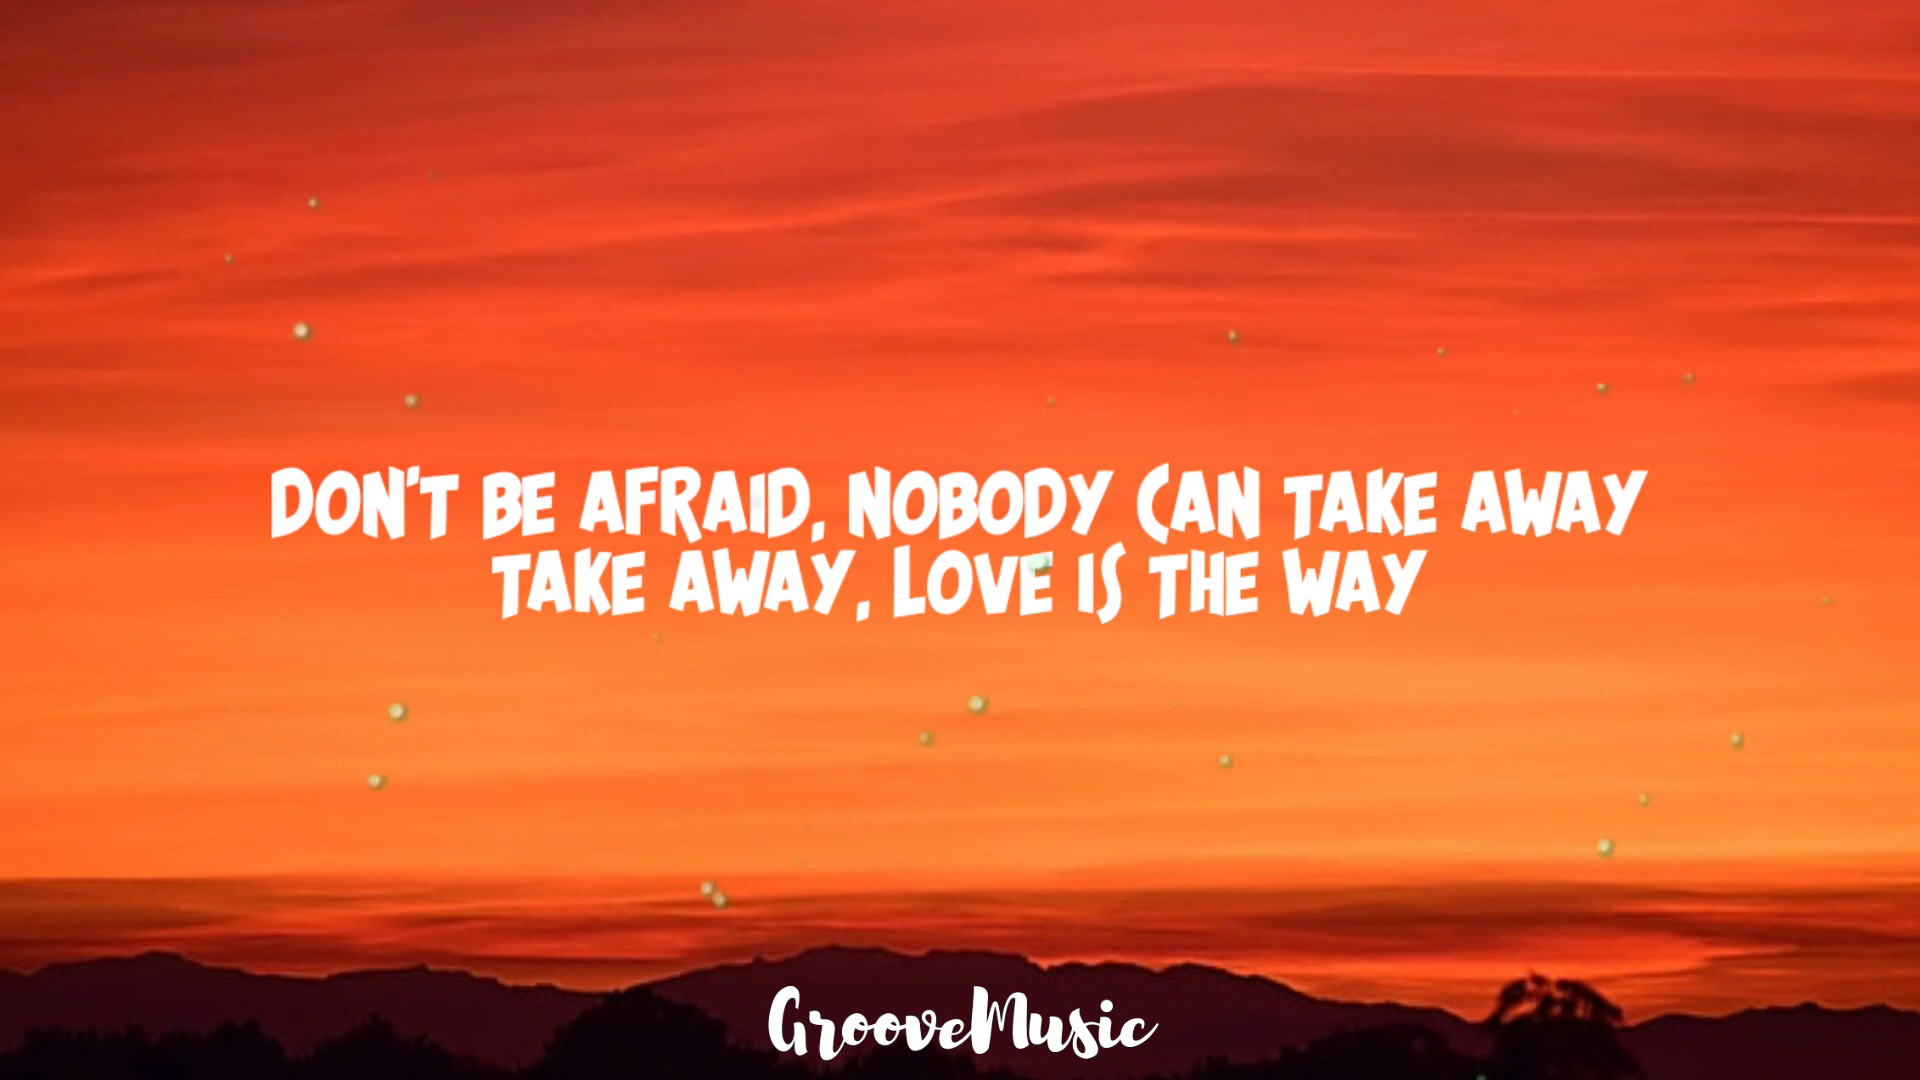 DON'T BE AFRAID, NOBODY CAN TAKE AWAY
TAKE AWAY, LOVE IS THE WAY
GrooveMusic